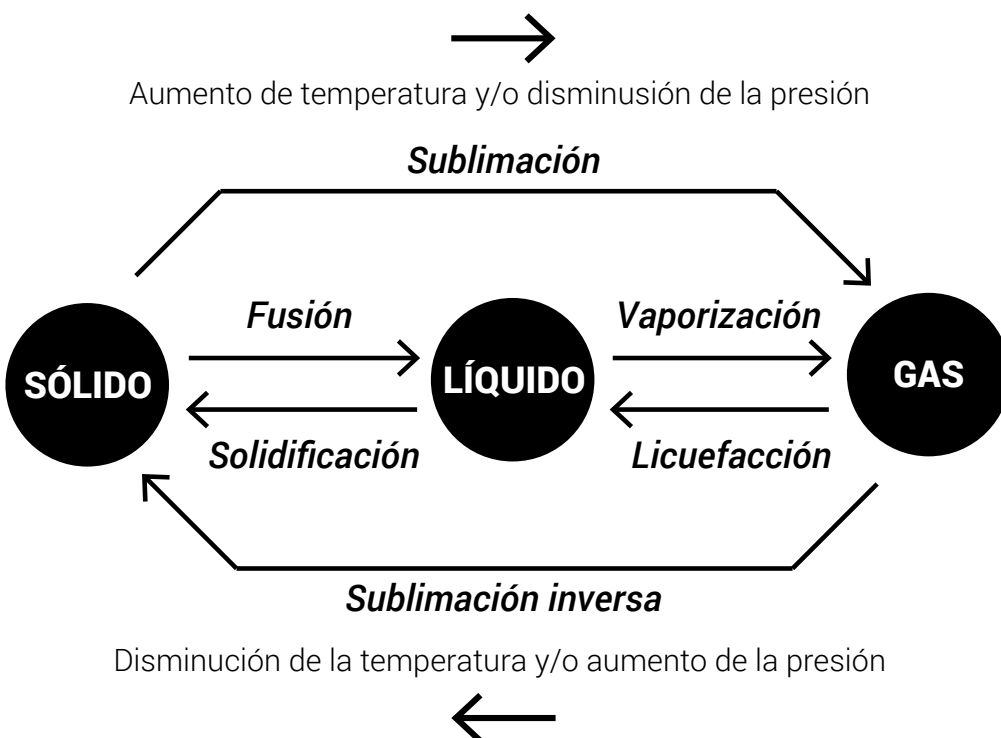 Aumento de temperatura y/o disminusión de la presión
Sublimación
Fusión
Vaporización
SÓLIDO
LÍQUIDO
GAS
Solidificación
Licuefacción
Sublimación inversa
Disminución de la temperatura y/o aumento de la presión